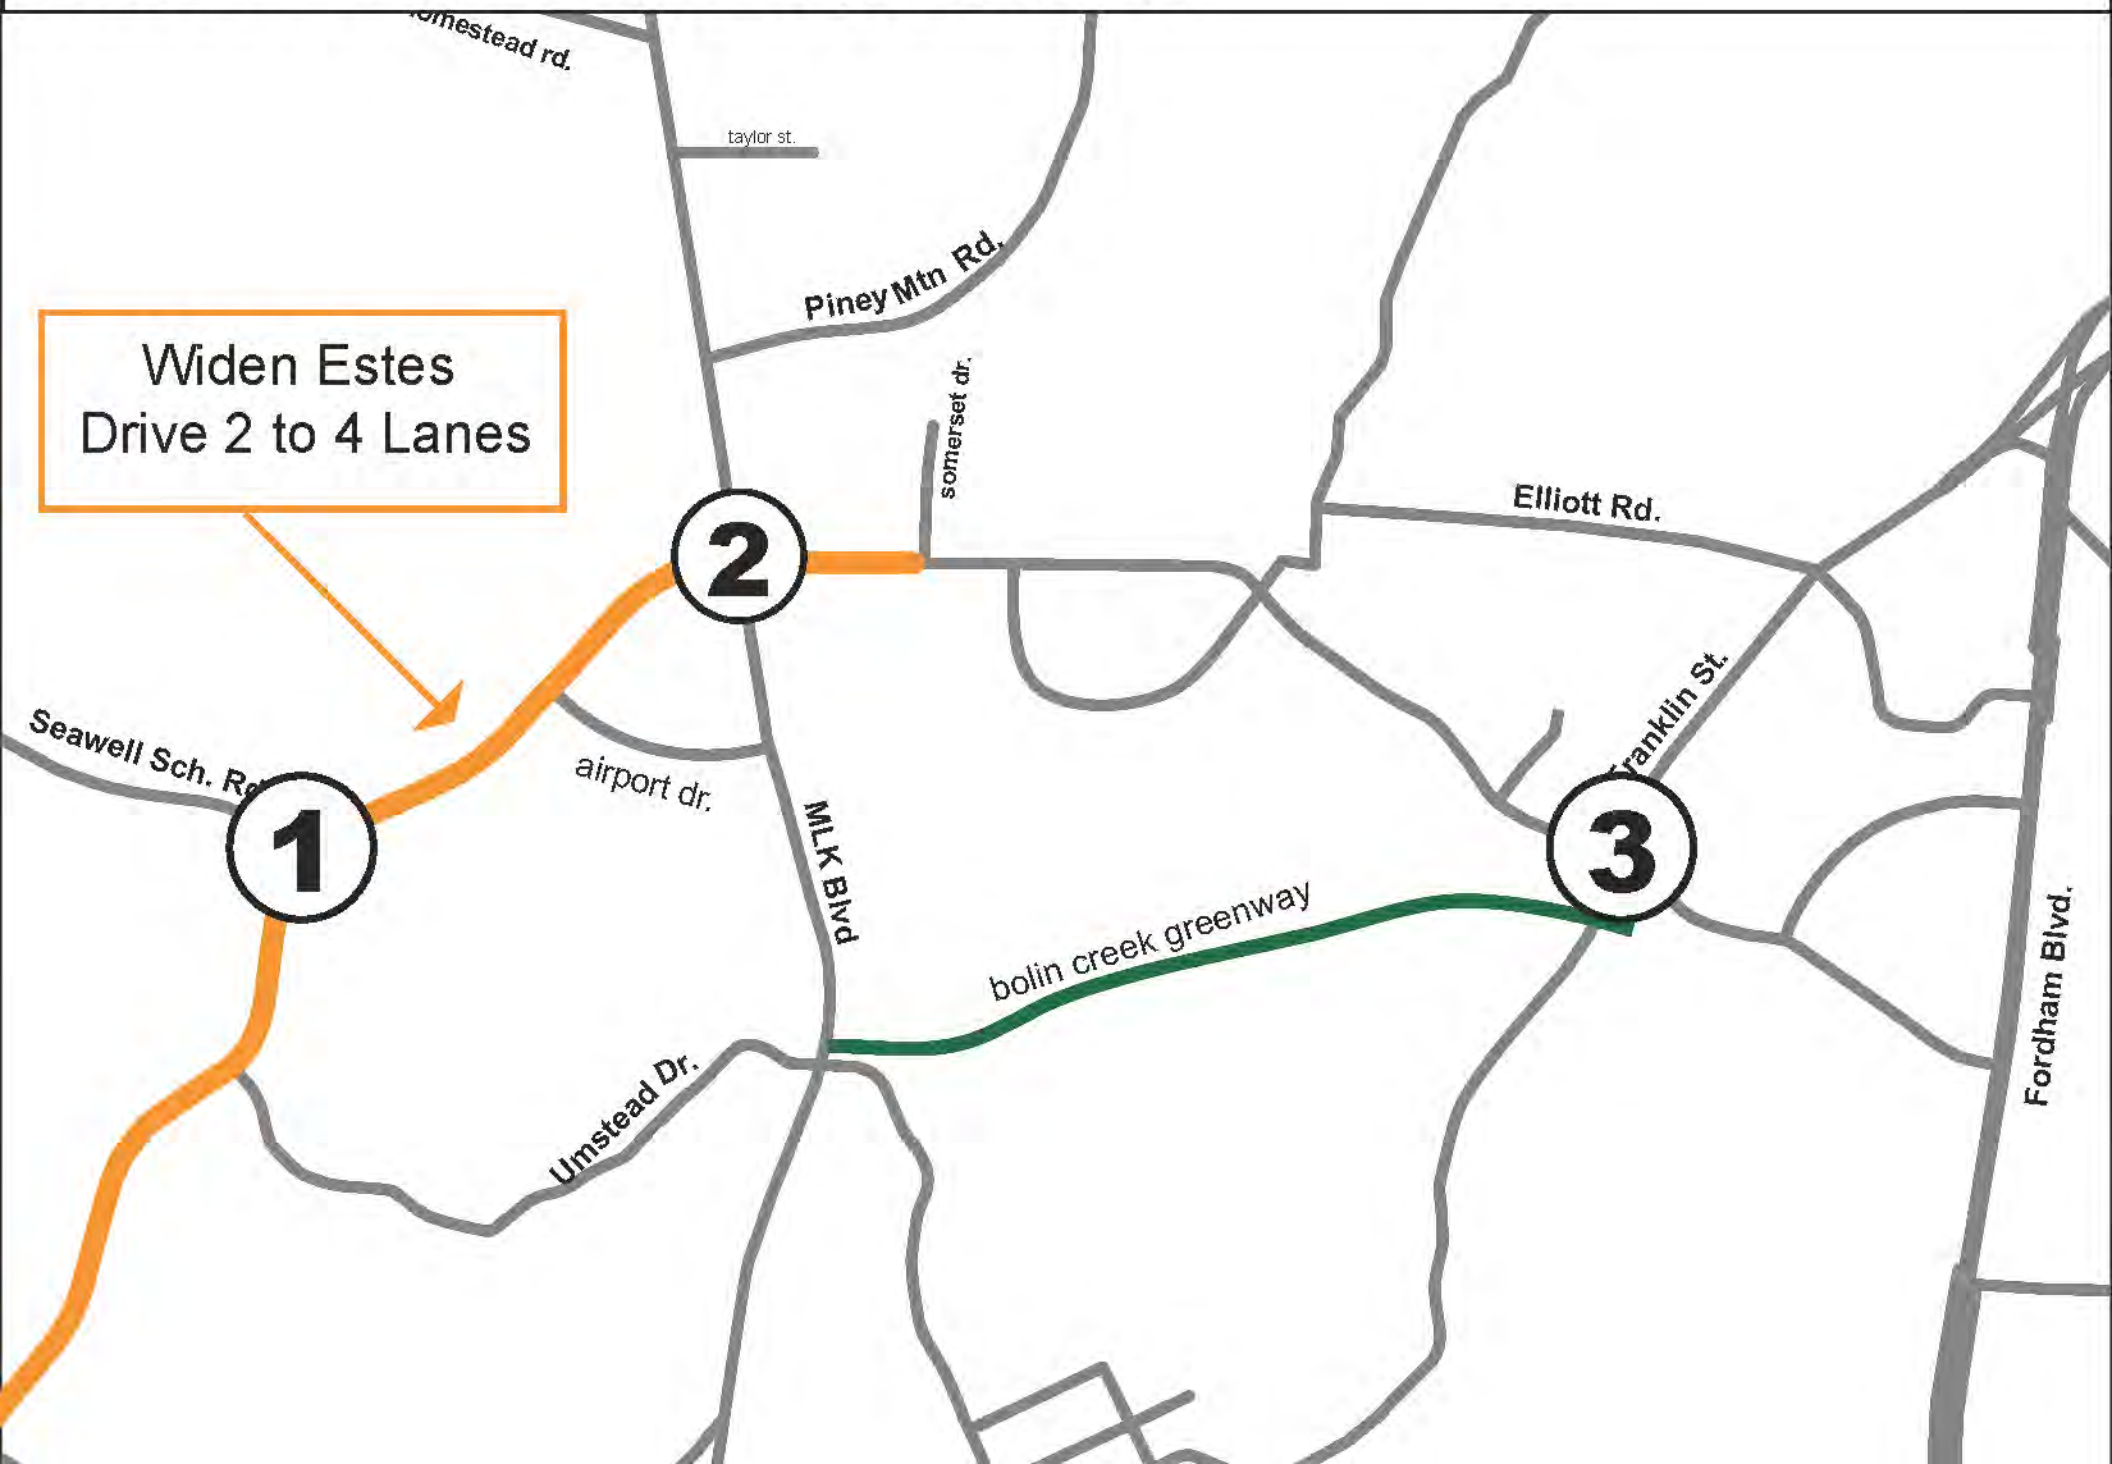 omestead rd.
taylor st.
Piney Mtn Rd.
Widen Estes
Drive 2 to 4 Lanes
somerset dr.
Elliott Rd.
2
Seawell Sch. Rd
airport dr.
Franklin St.
1
MLK Blvd
3
bolin creek greenway
Fordham Blvd.
Umstead Dr.